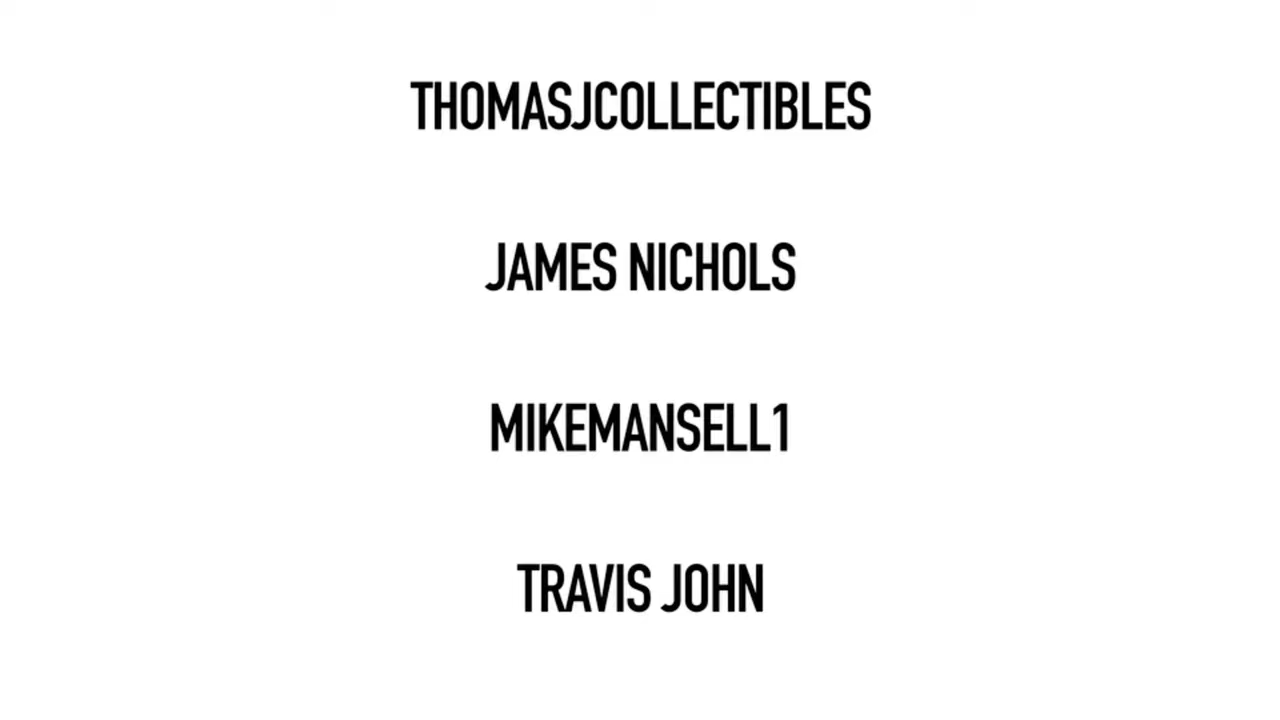 THOMASJCOLLECTIBLES
JAMES NICHOLS
MIKEMANSELL1
TRAVIS JOHN